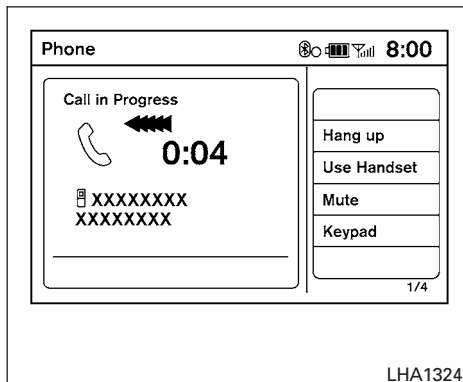 Phone 8:00
Call in Progress
0:04
XXXXXXXX
XXXXXXXX
Hang up
Use Handset
Mute
Keypad
1/4
LHA1324